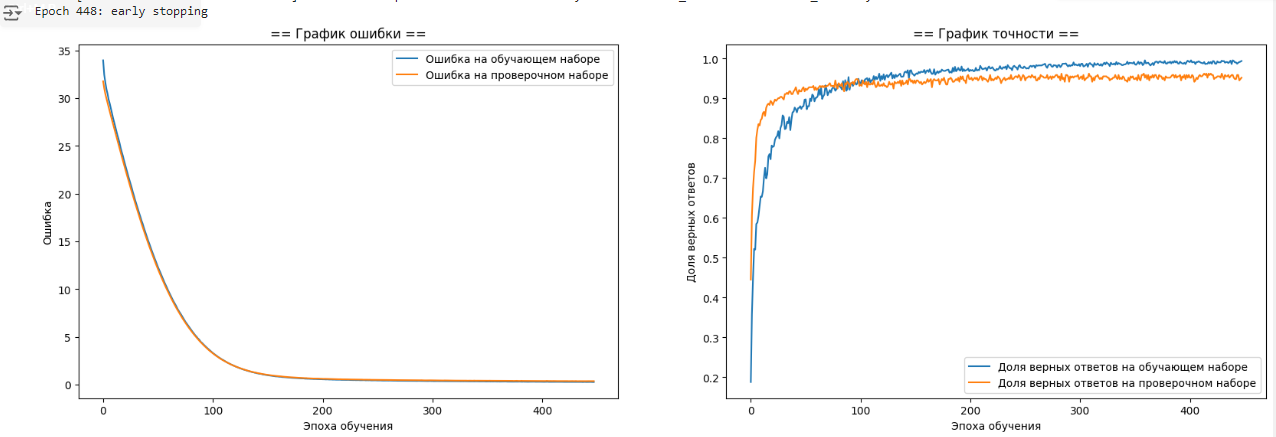 Epoch 448: early stopping
== График ошибки ==
Ошибка на обучающем наборе
Ошибка на проверочном наборе
35
30
25
20
15
10
5
0
Ошибка
0 100 200 300 400
Эпоха обучения
== График точности ==
1.0
0.9
0.8
0.7
0.6
0.5
0.4
0.3
0.2
Доля верных ответов
Доля верных ответов на обучающем наборе
Доля верных ответов на проверочном наборе
0 100 200 300 400
Эпоха обучения